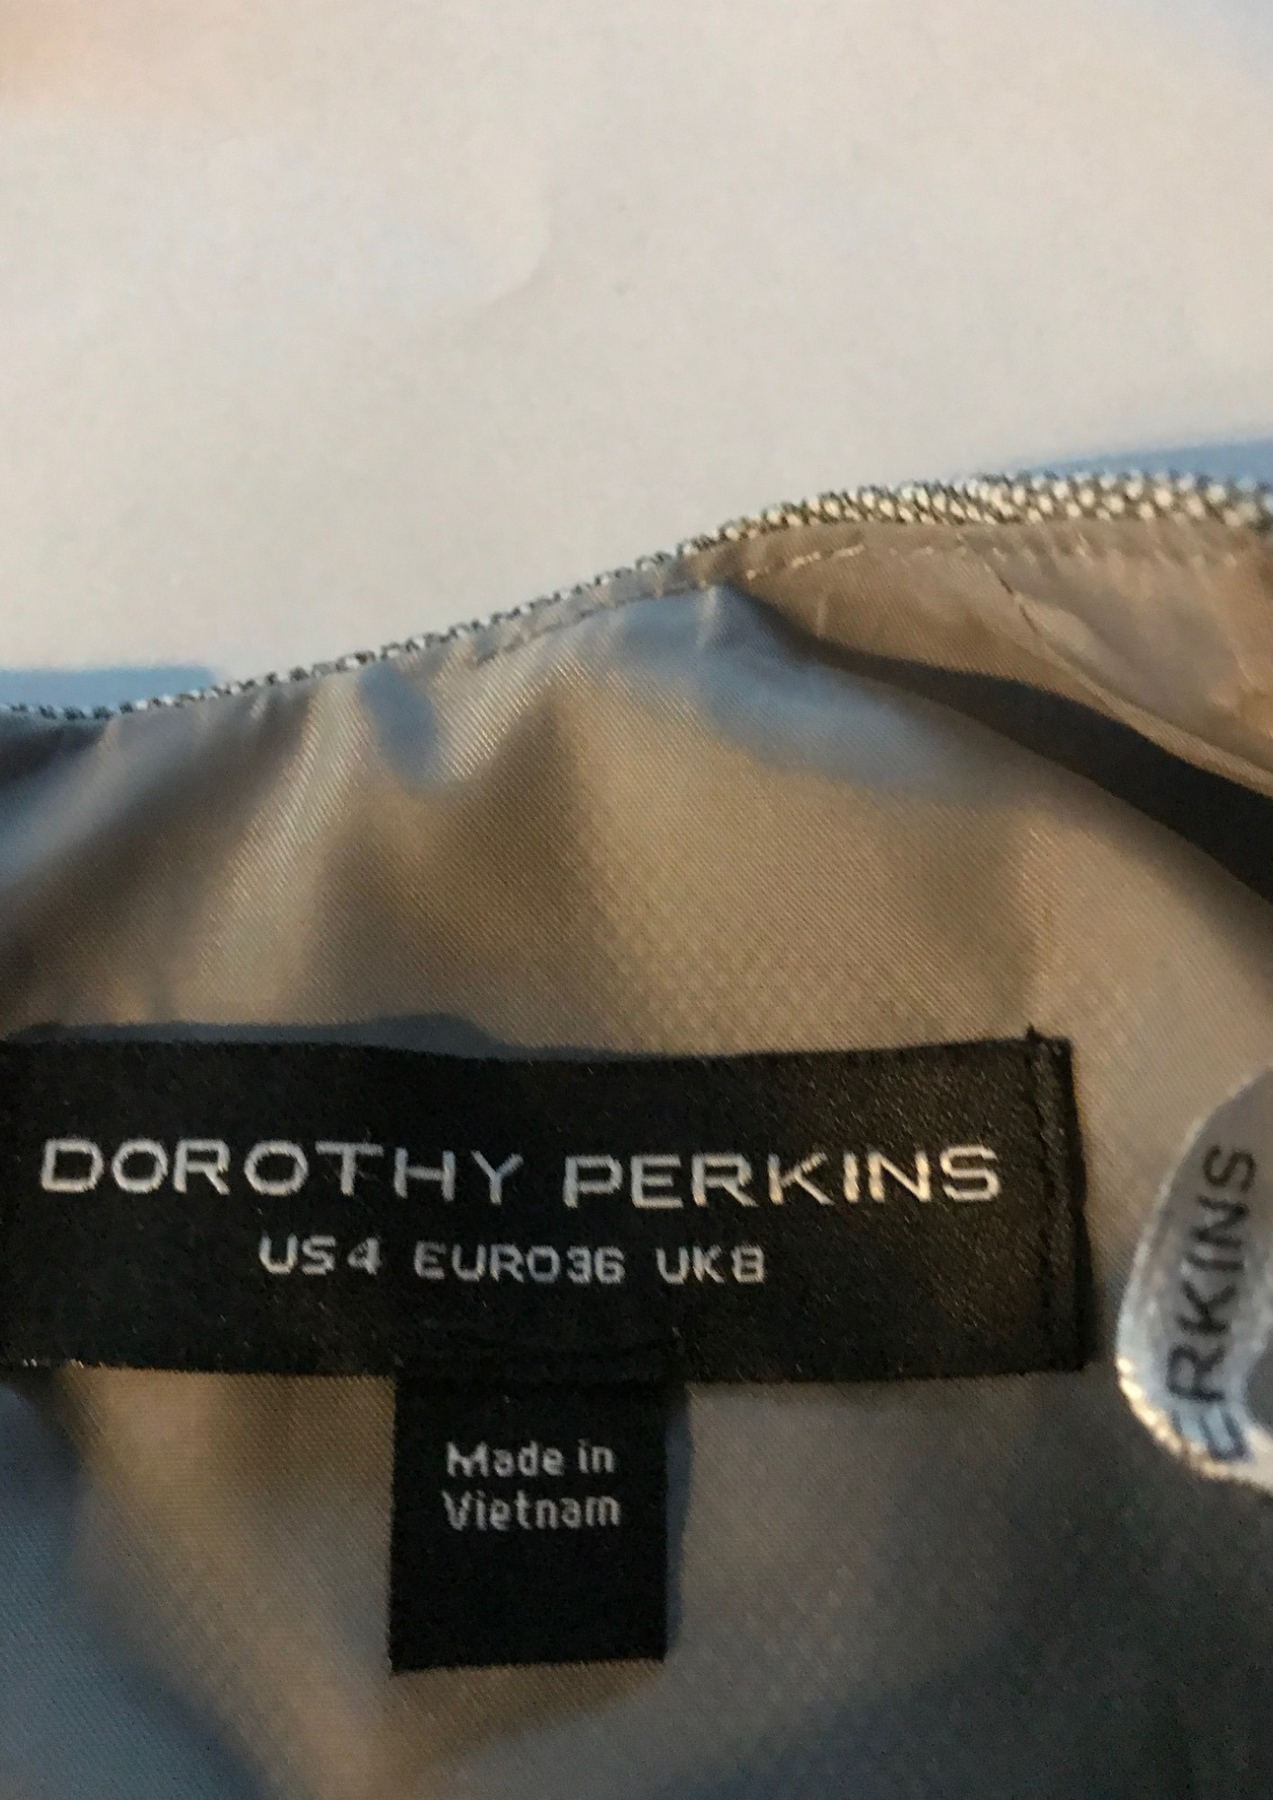 DOROTHY PERKINS
US4 EURO36 UK8
Made in
Vietnam
ERKINS